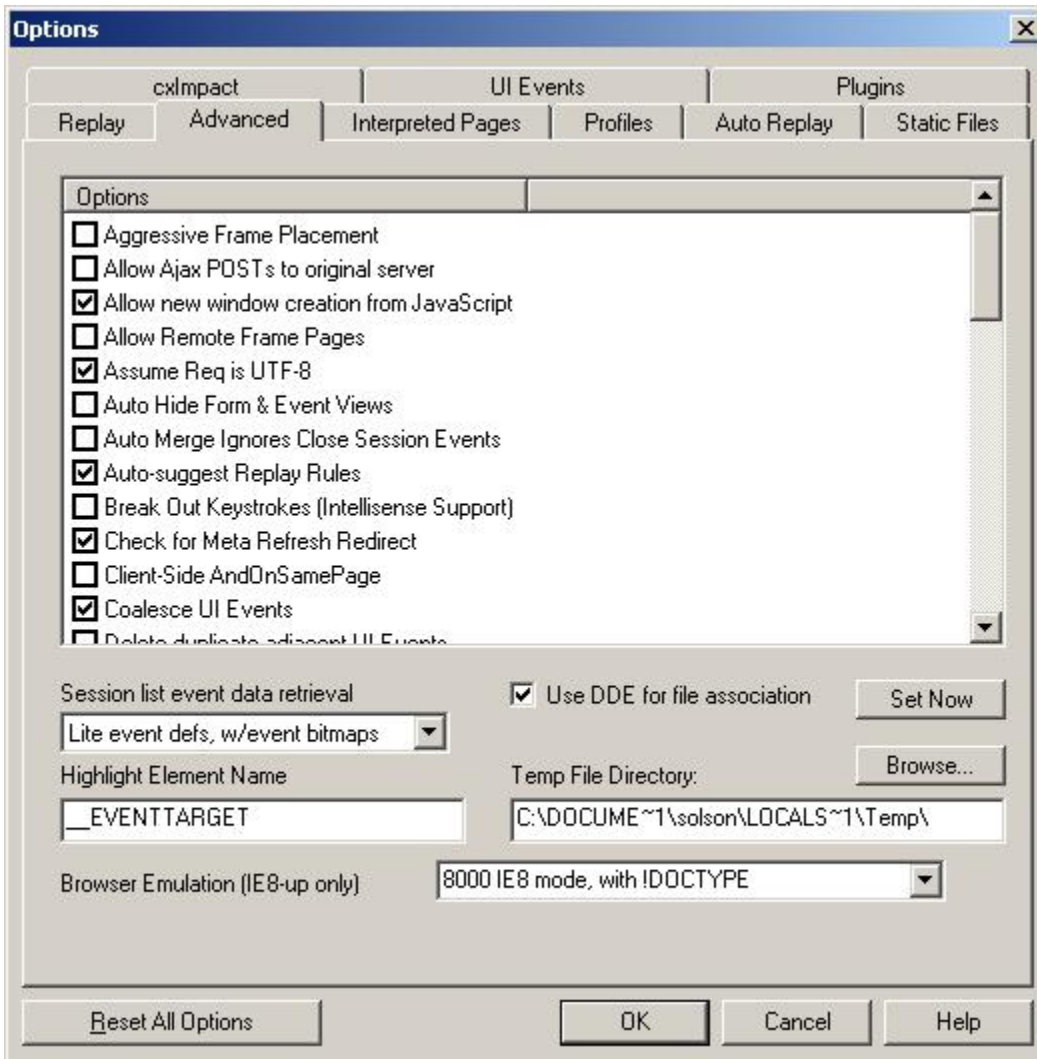 Options
cxImpact UI Events Plugins
Replay Advanced Interpreted Pages Profiles Auto Replay Static Files
Options
Aggressive Frame Placement
Allow Ajax POSTs to original server
Allow new window creation from JavaScript
Allow Remote Frame Pages
Assume Req is UTF-8
Auto Hide Form & Event Views
Auto Merge Ignores Close Session Events
Auto-suggest Replay Rules
Break Out Keystrokes (Intellisense Support)
Check for Meta Refresh Redirect
Client-Side AndOnSamePage
Coalesce UI Events
Delete duplicate adjacent UI Events
Session list event data retrieval
Use DDE for file association
Set Now
Lite event defs, w/event bitmaps
Highlight Element Name
Temp File Directory:
Browse...
__EVENTTARGET
C:\DOCUME~1\solson\LOCALS~1\Temp\
Browser Emulation (IE8-up only)
8000 IE8 mode, with !DOCTYPE
Reset All Options
OK
Cancel
Help